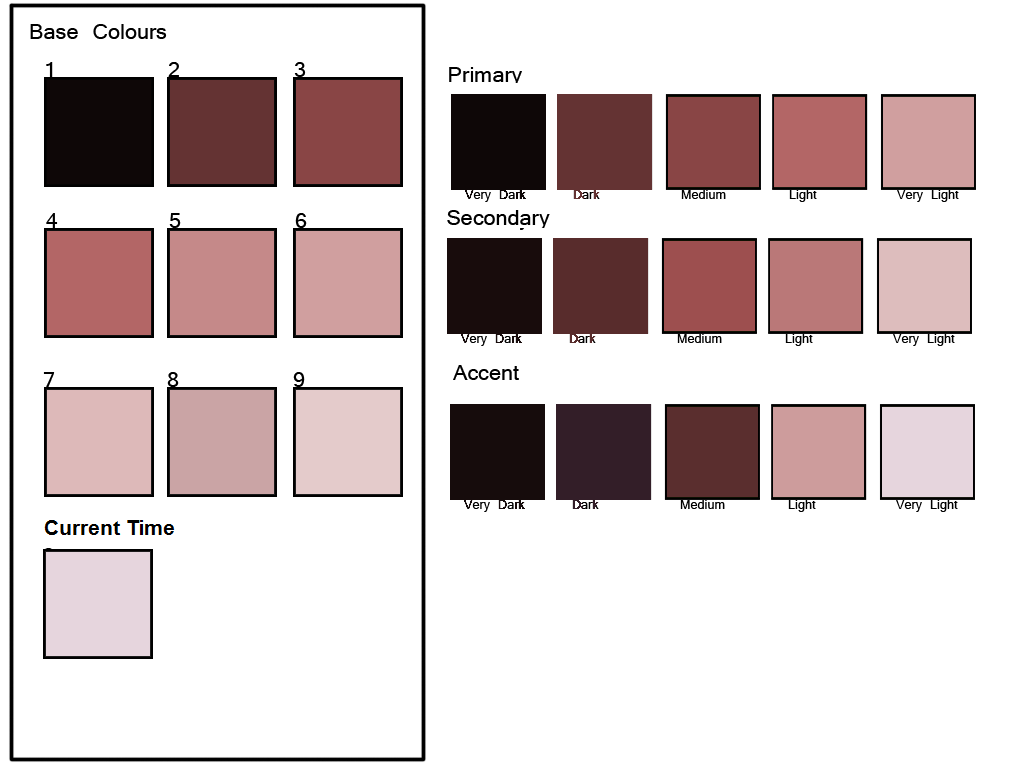 Base Colours
1 2 3
4 5 6
7 8 9
Current Time
Primary
Very Dark Dark Medium Light Very Light
Secondary
Very Dark Dark Medium Light Very Light
Accent
Very Dark Dark Medium Light Very Light